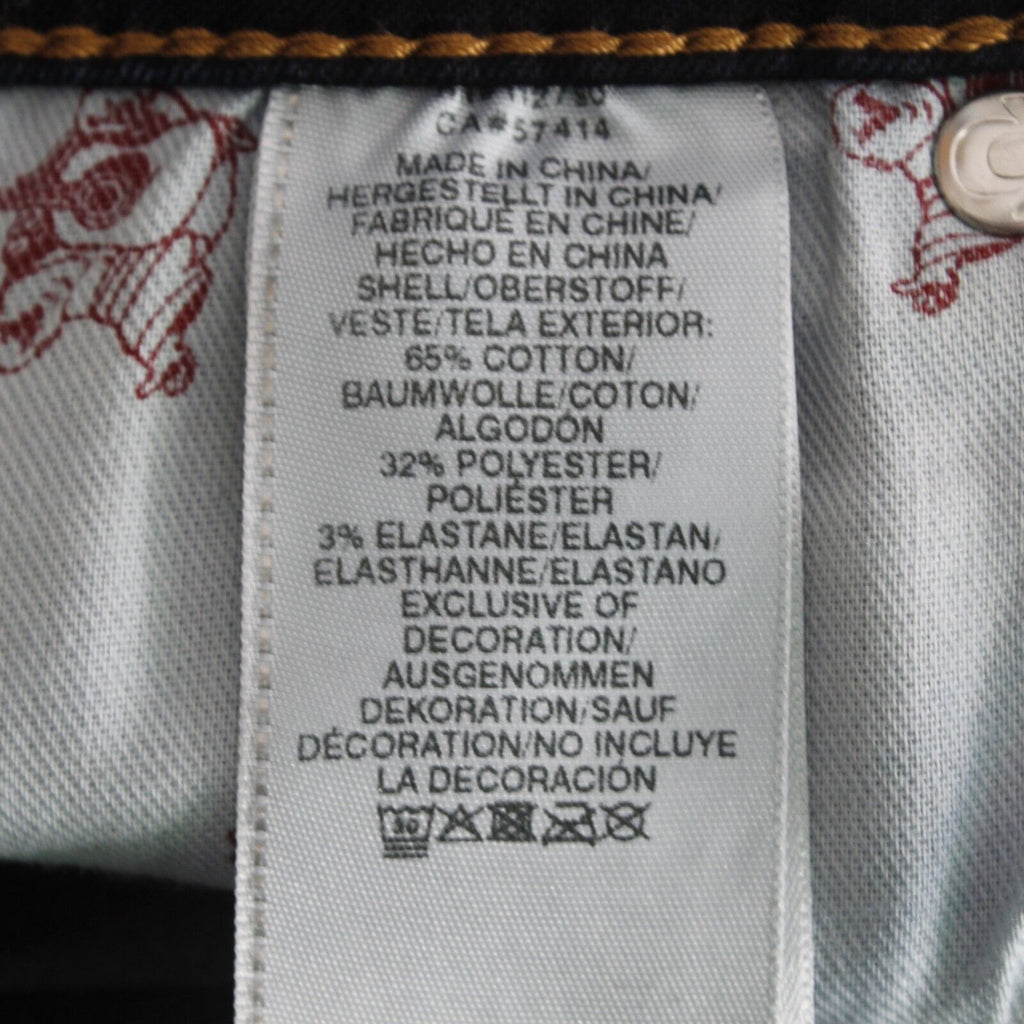 CA#57414
MADE IN CHINA/
HERGESTELLT IN CHINA/
FABRIQUÉ EN CHINE/
HECHO EN CHINA
SHELL/OBERSTOFF/
VESTE/TELA EXTERIOR:
65% COTTON/
BAUMWOLLE/COTON/
ALGODÓN
32% POLYESTER/
POLIÉSTER
3% ELASTANE/ELASTAN/
ELASTHANNE/ELASTANO
EXCLUSIVE OF
DECORATION/
AUSGENOMMEN
DEKORATION/SAUF
DÉCORATION/NO INCLUYE
LA DECORACIÓN
30